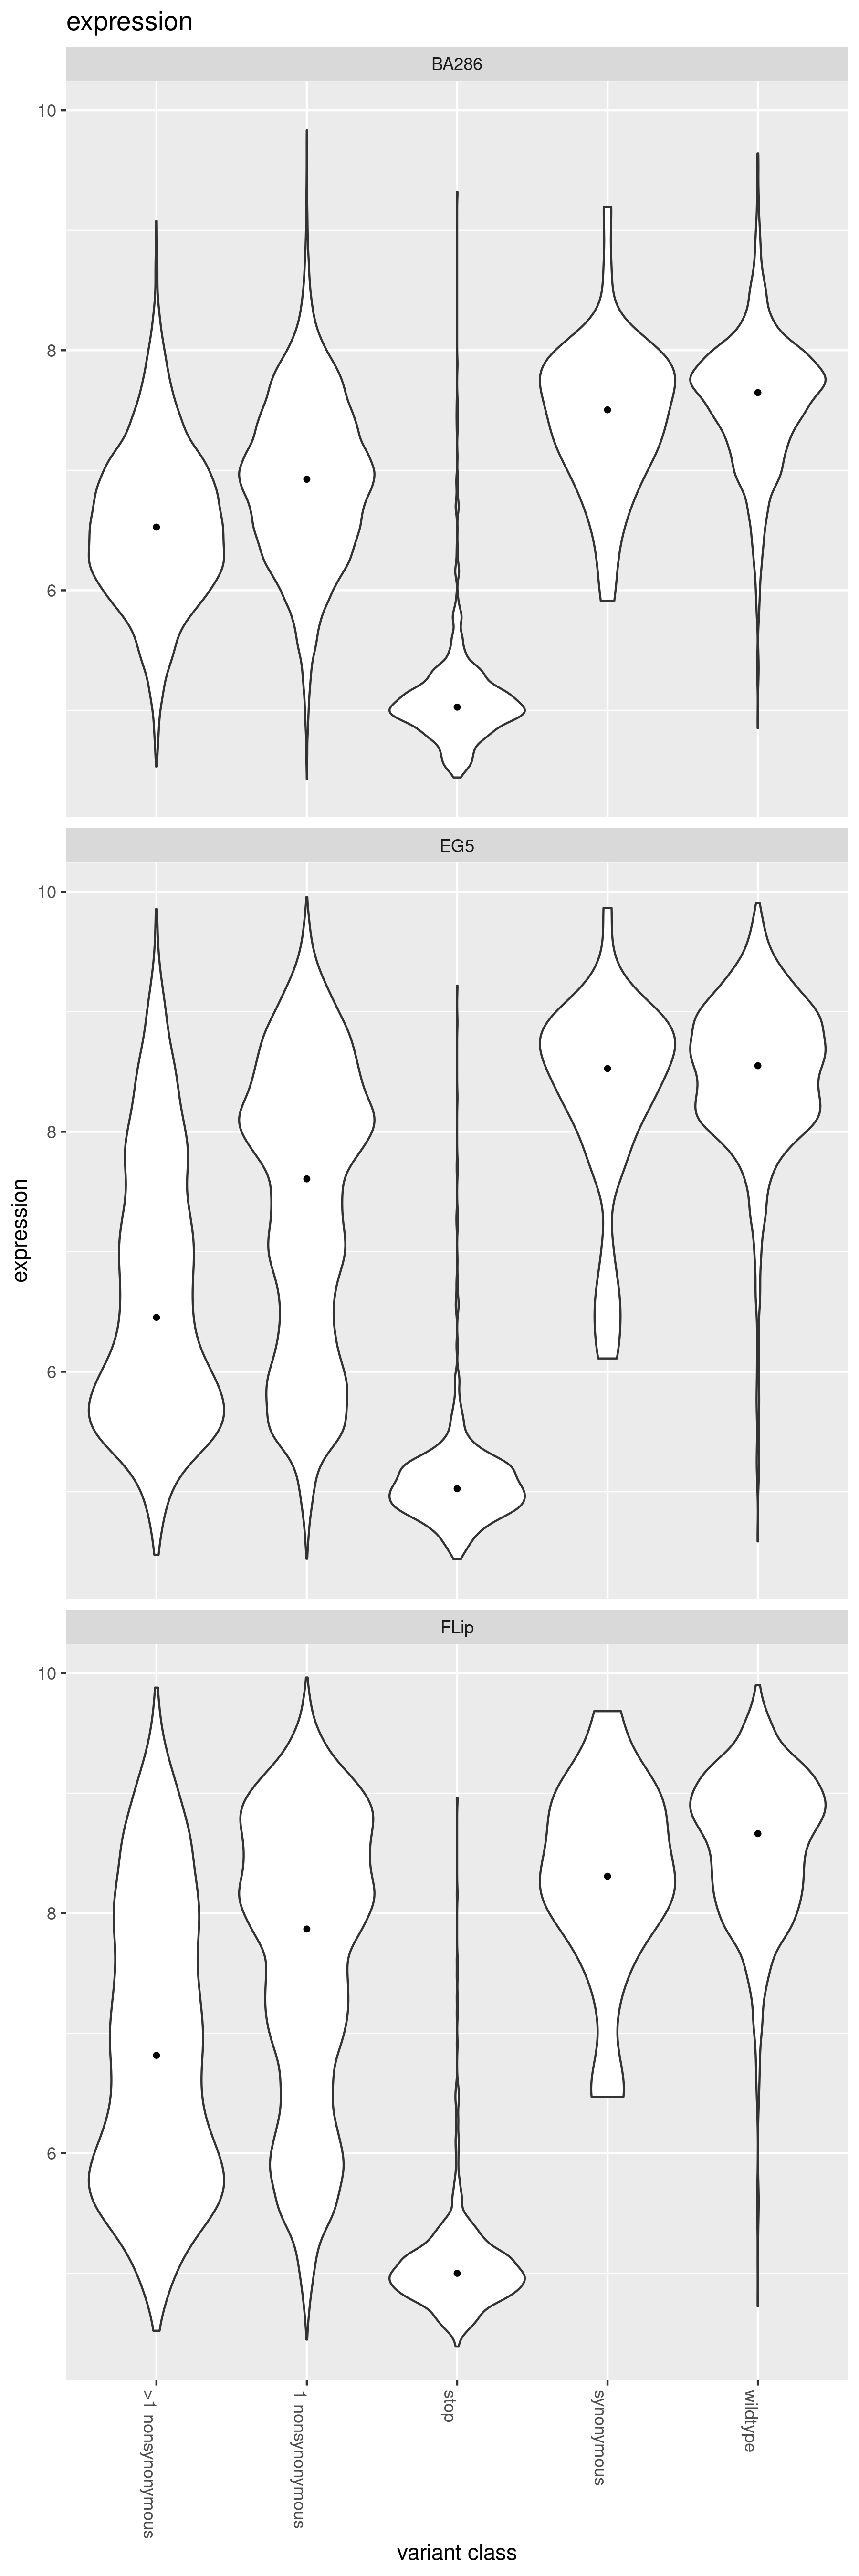 expression
BA286
10
8
6
EG5
10
8
6
expression
FLip
10
8
6
>1 nonsynonymous
1 nonsynonymous
stop
synonymous
wildtype
variant class